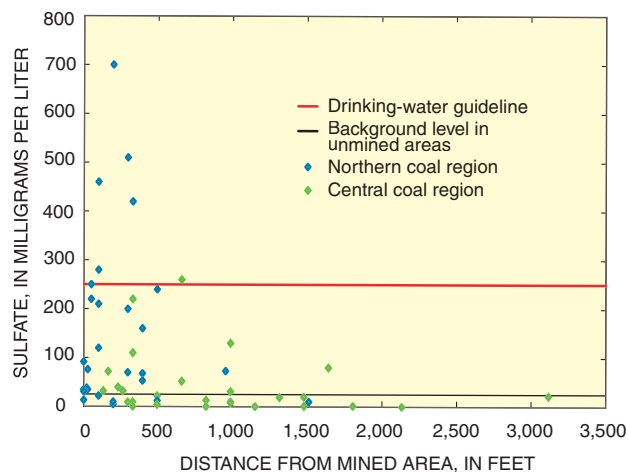 800
700
600
500
400
300
200
100
0
SULFATE, IN MILLIGRAMS PER LITER
Drinking-water guideline
Background level in
unmined areas
Northern coal region
Central coal region
0 500 1,000 1,500 2,000 2,500 3,000 3,500
DISTANCE FROM MINED AREA, IN FEET